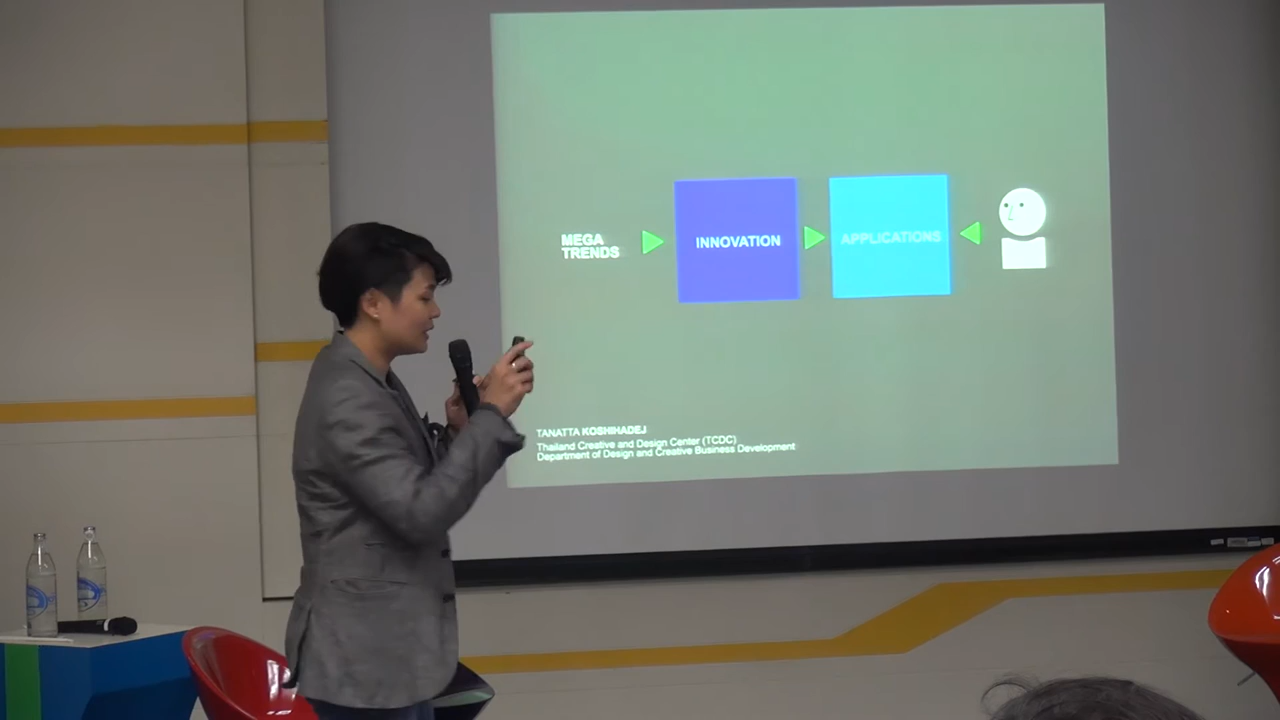 MEGA
TRENDS
INNOVATION
APPLICATIONS
TANATTA KOSHIHADEJ
Thailand Creative and Design Center (TCDC)
Department of Design and Creative Business Development